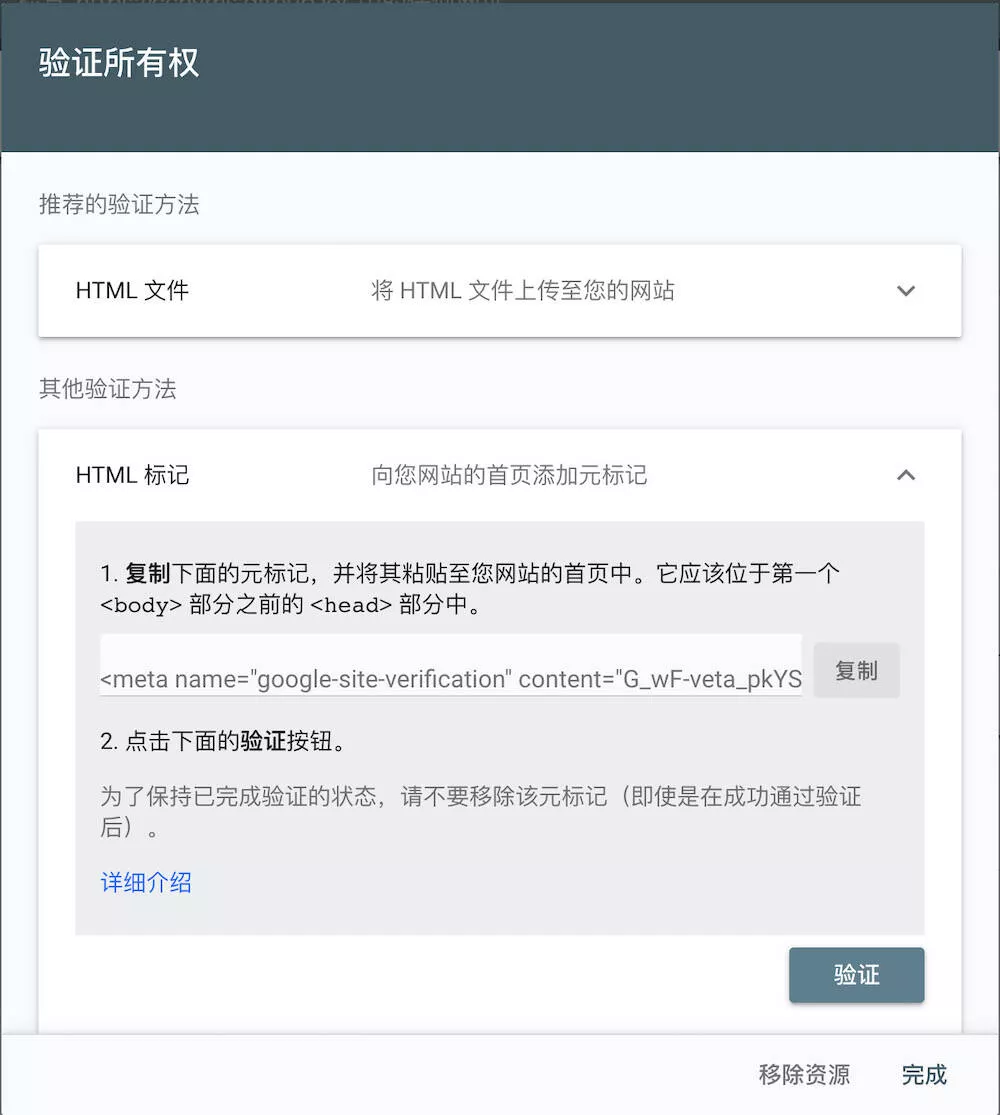 验证所有权
推荐的验证方法
HTML 文件 将 HTML 文件上传至您的网站
其他验证方法
HTML 标记 向您网站的首页添加元标记
1. 复制下面的元标记，并将其粘贴至您网站的首页中。它应该位于第一个
<body> 部分之前的 <head> 部分中。
<meta name="google-site-verification" content="G_wF-veta_pkYS
复制
2. 点击下面的验证按钮。
为了保持已完成验证的状态，请不要移除该元标记（即使是在成功通过验证
后）。
详细介绍
验证
移除资源 完成